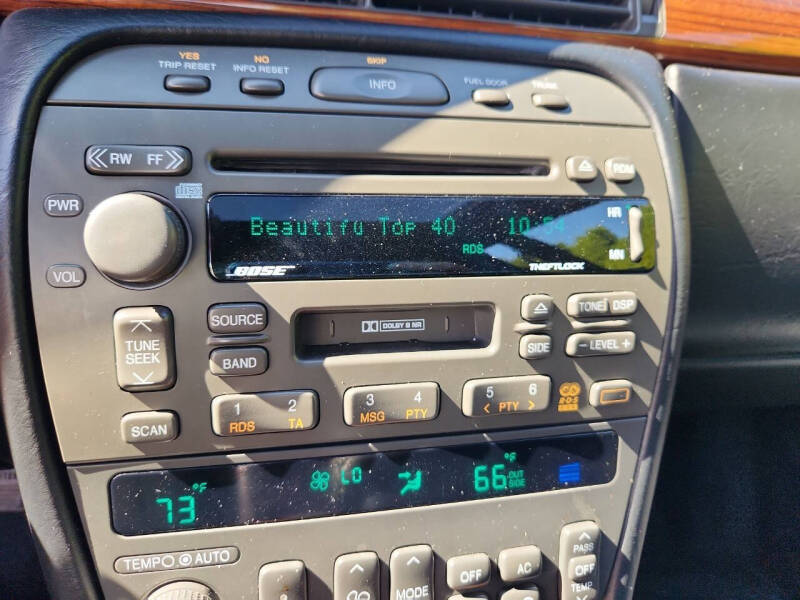 YES NO SKIP
TRIP RESET INFO RESET INFO FUEL DOOR TRUNK
RW FF RDM
PWR disc
Beautifu Top 40 10:54 HR
RDS
BOSE THEFTLOCK MN
VOL
SOURCE DOLBY B NR TONE DSP
TUNE
SEEK
BAND SIDE - LEVEL +
1 2 3 4 5 6
RDS TA MSG PTY < PTY > R·D·S
SCAN
73 °F LO 66 °F OUT
SIDE
TEMP AUTO
PASS
MODE OFF AC OFF
TEMP